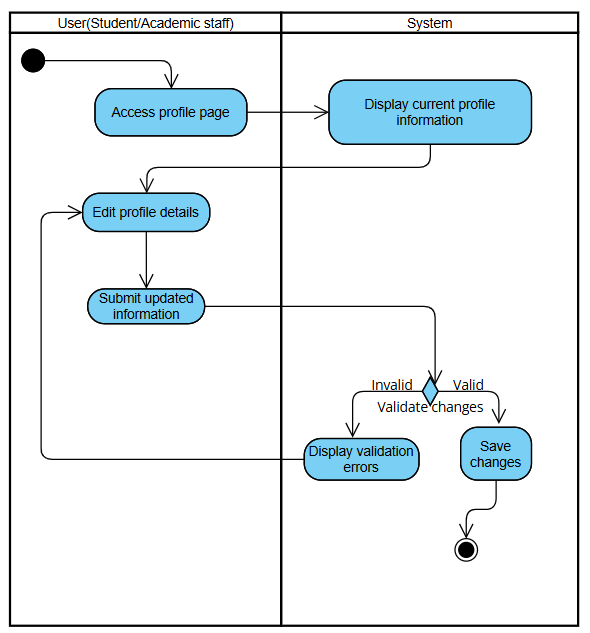 User(Student/Academic staff)
System
Access profile page
Display current profile
information
Edit profile details
Submit updated
information
Invalid
Valid
Validate changes
Display validation
errors
Save
changes